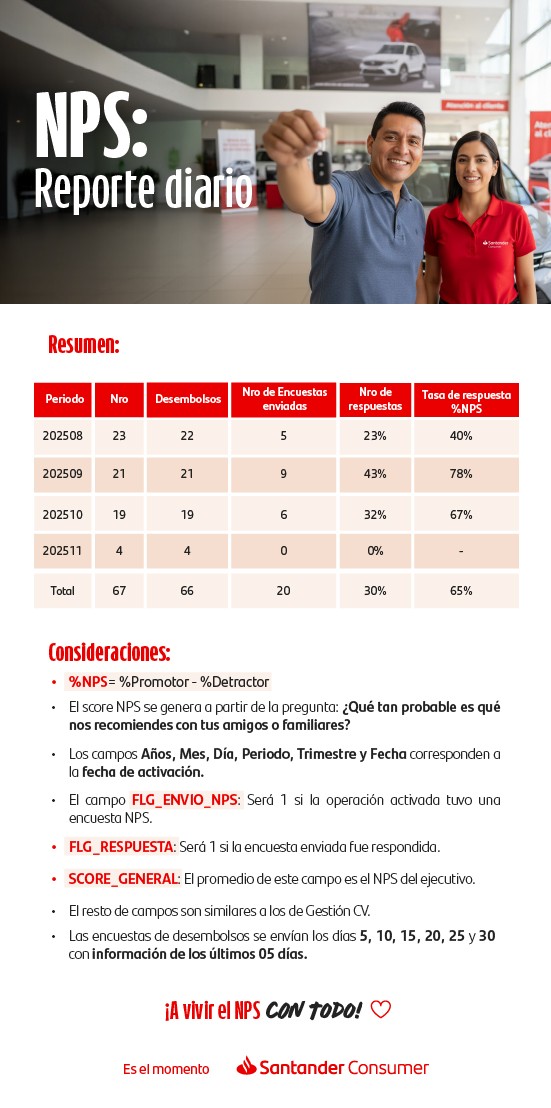 NPS:
Reporte diario
Atención al cliente
Santander
Consumer
Resumen:
Periodo Nro Desembolsos Nro de Encuestas enviadas Nro de respuestas Tasa de respuesta %NPS
202508 23 22 5 23% 40%
202509 21 21 9 43% 78%
202510 19 19 6 32% 67%
202511 4 4 0 0% -
Total 67 66 20 30% 65%
Consideraciones:
• %NPS= %Promotor - %Detractor
• El score NPS se genera a partir de la pregunta: ¿Qué tan probable es qué
nos recomiendes con tus amigos o familiares?
• Los campos Años, Mes, Día, Periodo, Trimestre y Fecha corresponden a
la fecha de activación.
• El campo FLG_ENVIO_NPS: Será 1 si la operación activada tuvo una
encuesta NPS.
• FLG_RESPUESTA: Será 1 si la encuesta enviada fue respondida.
• SCORE_GENERAL: El promedio de este campo es el NPS del ejecutivo.
• El resto de campos son similares a los de Gestión CV.
• Las encuestas de desembolsos se envían los días 5, 10, 15, 20, 25 y 30
con información de los últimos 05 días.
¡A vivir el NPS CON TODO!
Es el momento Santander Consumer